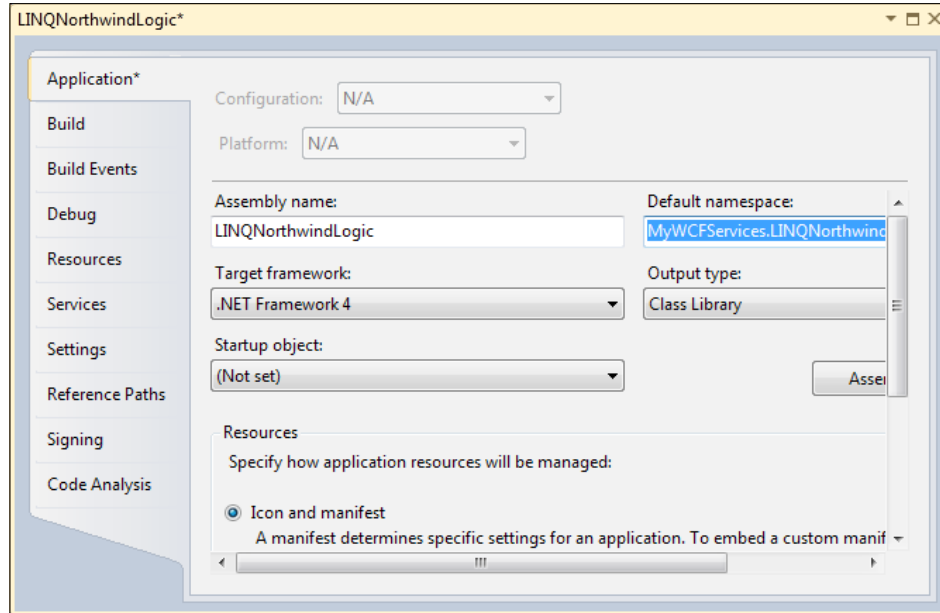 LINQNorthwindLogic*
Application*
Build
Build Events
Debug
Resources
Services
Settings
Reference Paths
Signing
Code Analysis
Configuration: N/A
Platform: N/A
Assembly name: Default namespace:
LINQNorthwindLogic MyWCFServices.LINQNorthwind
Target framework: Output type:
.NET Framework 4 Class Library
Startup object:
(Not set) Asse
Resources
Specify how application resources will be managed:
Icon and manifest
A manifest determines specific settings for an application. To embed a custom manif